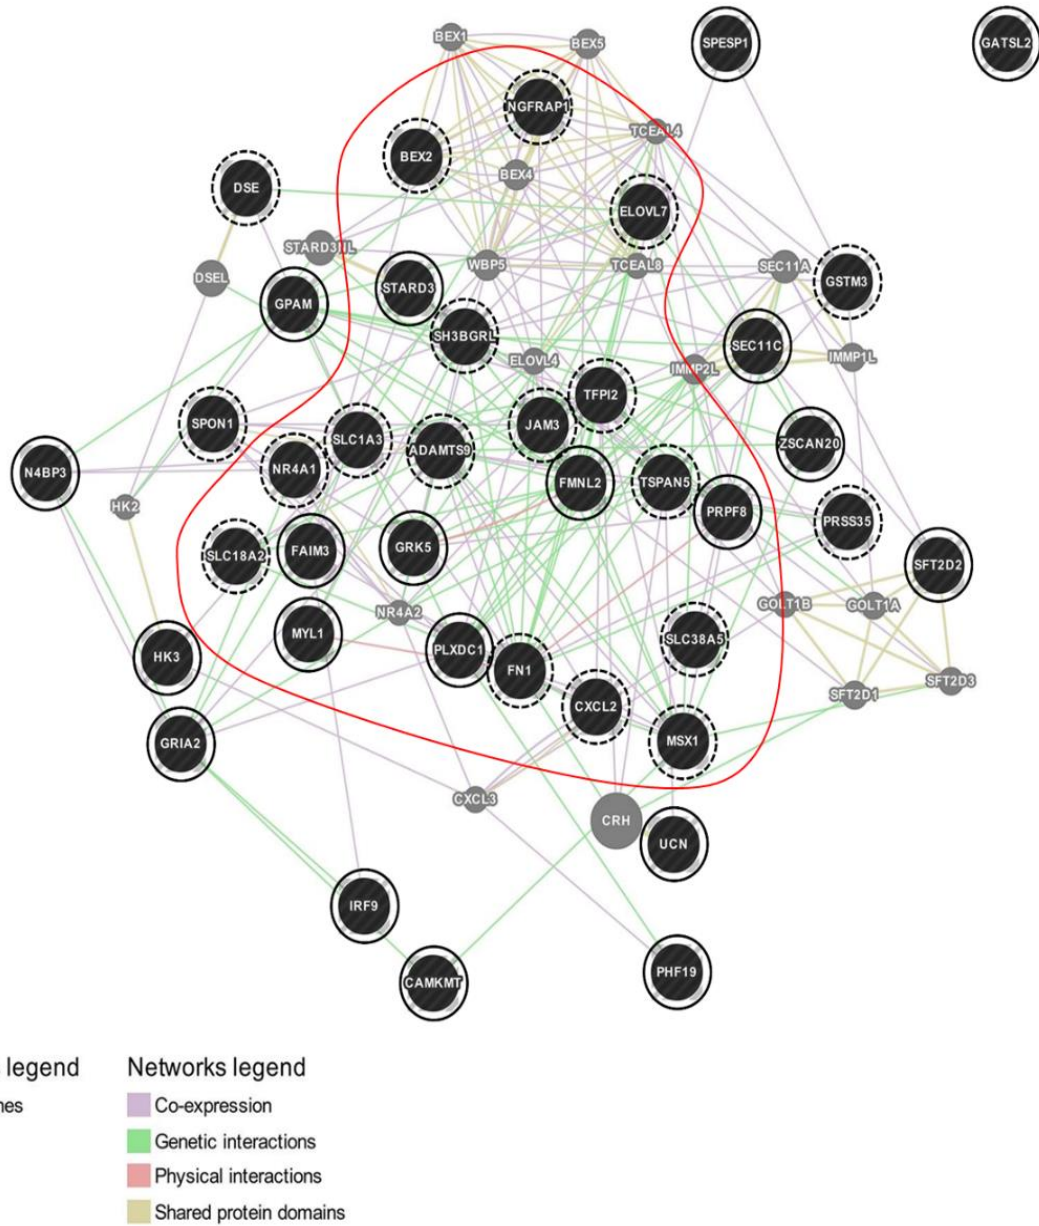 BEX1
BEX5
SPESP1
GATSL2
NGFRAP1
TCEAL4
BEX2
BEX4
DSE
ELOVL7
STARD3NL
WBP5
TCEAL8
SEC11A
DSEL
GSTM3
STARD3
GPAM
SH3BGRL
SEC11C
ELOVL4
IMMP2L
IMMP1L
TFPI2
SPON1
JAM3
SLC1A3
ADAMTS9
ZSCAN20
NR4A1
N4BP3
FMNL2
TSPAN5
HK2
PRPF8
PRSS35
SLC18A2
FAIM3
GRK5
SFT2D2
NR4A2
GOLT1B
GOLT1A
MYL1
SLC38A5
HK3
PLXDC1
FN1
SFT2D3
SFT2D1
CXCL2
GRIA2
MSX1
CXCL3
CRH
UCN
IRF9
PHF19
CAMKMT
legend
Networks legend
nes
Co-expression
Genetic interactions
Physical interactions
Shared protein domains